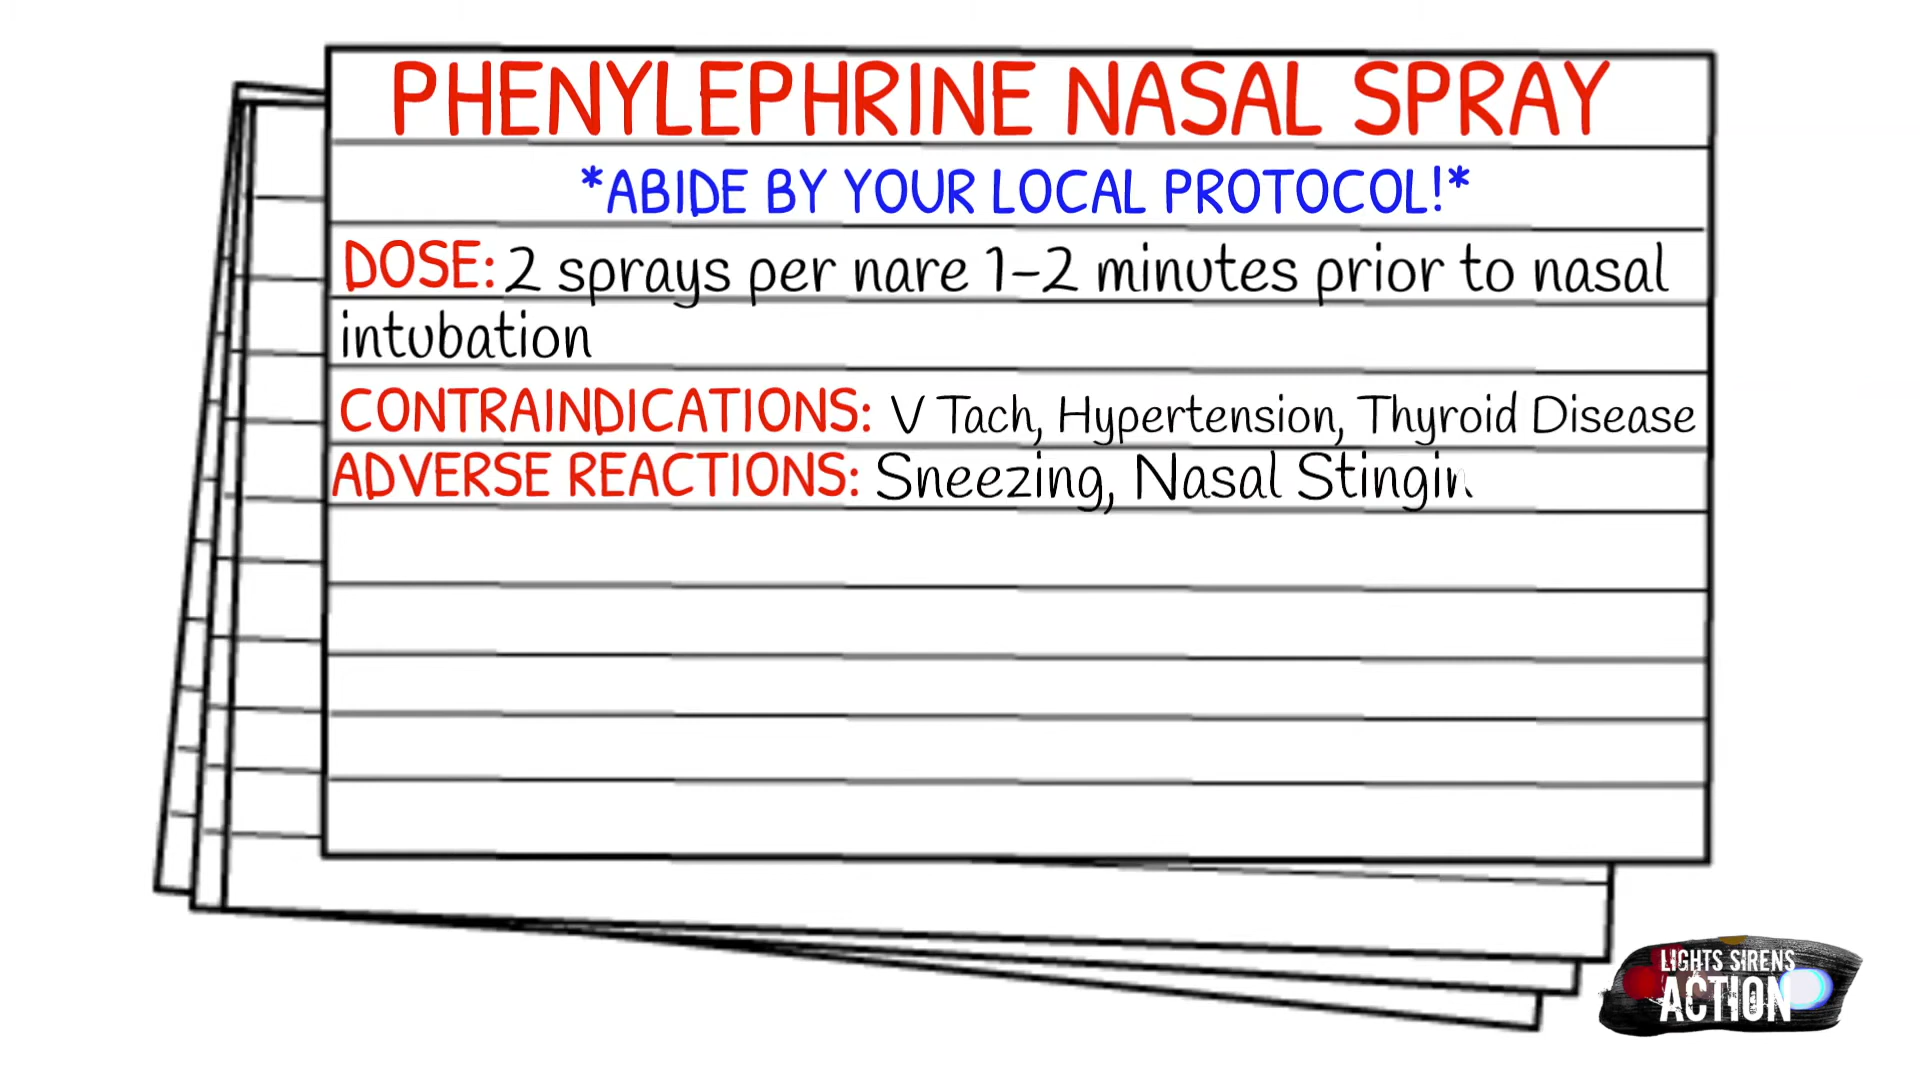 PHENYLEPHRINE NASAL SPRAY
*ABIDE BY YOUR LOCAL PROTOCOL!*
DOSE: 2 sprays per nare 1-2 minutes prior to nasal
intubation
CONTRAINDICATIONS: V Tach, Hypertension, Thyroid Disease
ADVERSE REACTIONS: Sneezing, Nasal Stingin
LIGHTS SIRENS
ACTION